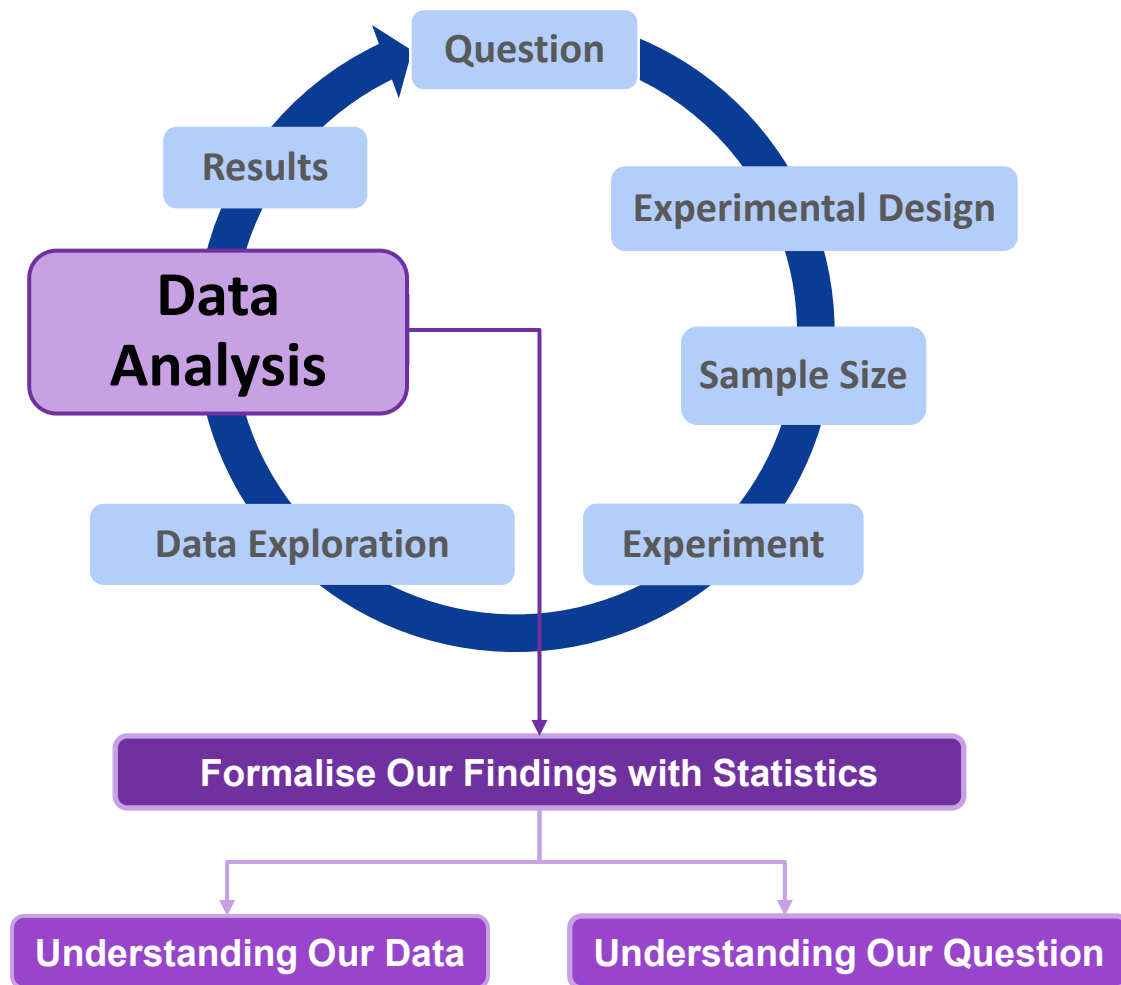 Question
Results
Experimental Design
Data
Analysis
Sample Size
Data Exploration
Experiment
Formalise Our Findings with Statistics
Understanding Our Data
Understanding Our Question